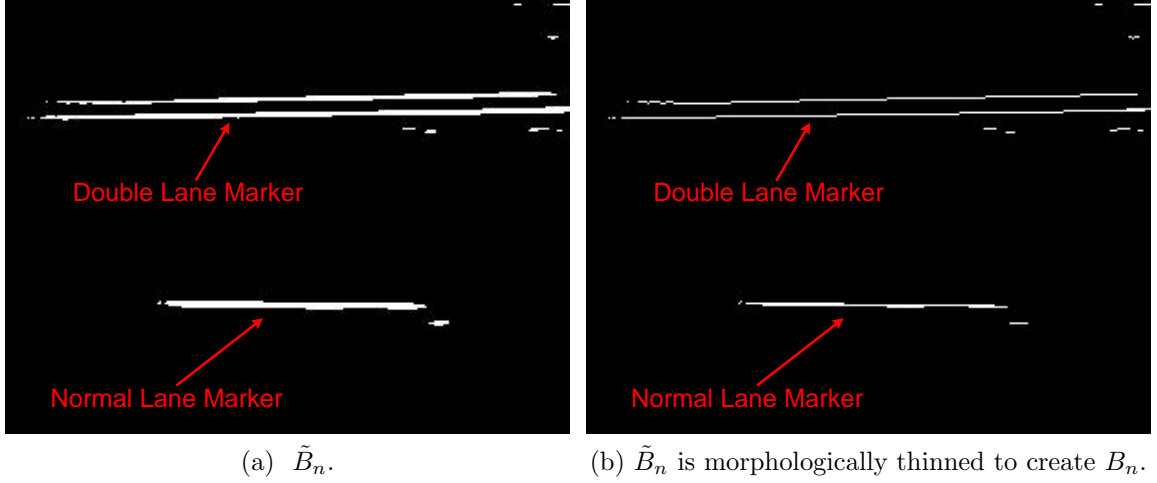 Double Lane Marker
Normal Lane Marker
(a) B̃ₙ.
Double Lane Marker
Normal Lane Marker
(b) B̃ₙ is morphologically thinned to create Bₙ.